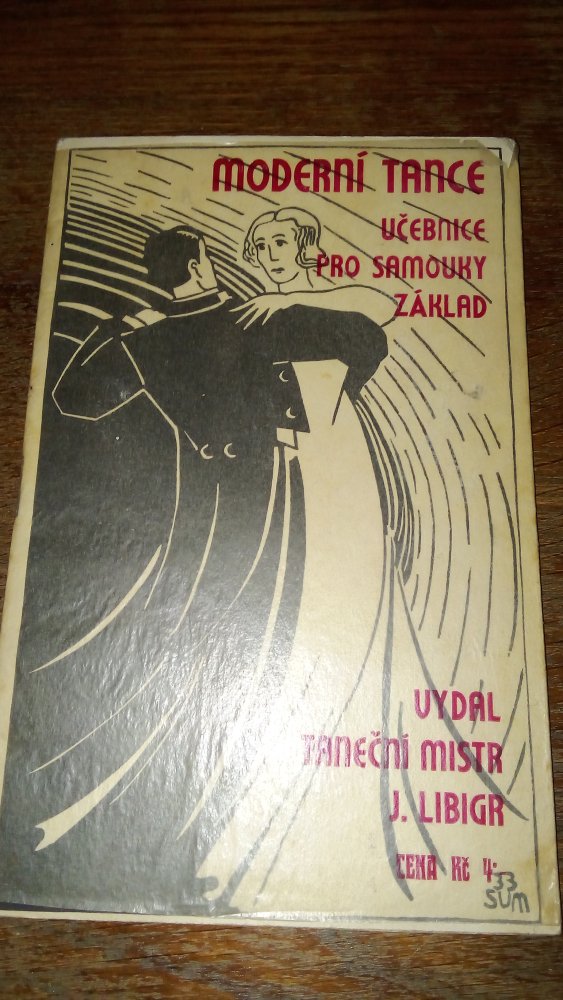 MODERNÍ TANCE
UČEBNICE
PRO SAMOUKY
ZÁKLAD
VYDAL
TANEČNÍ MISTR
J. LIBIGR
CENA KČ 4·
33
SUM